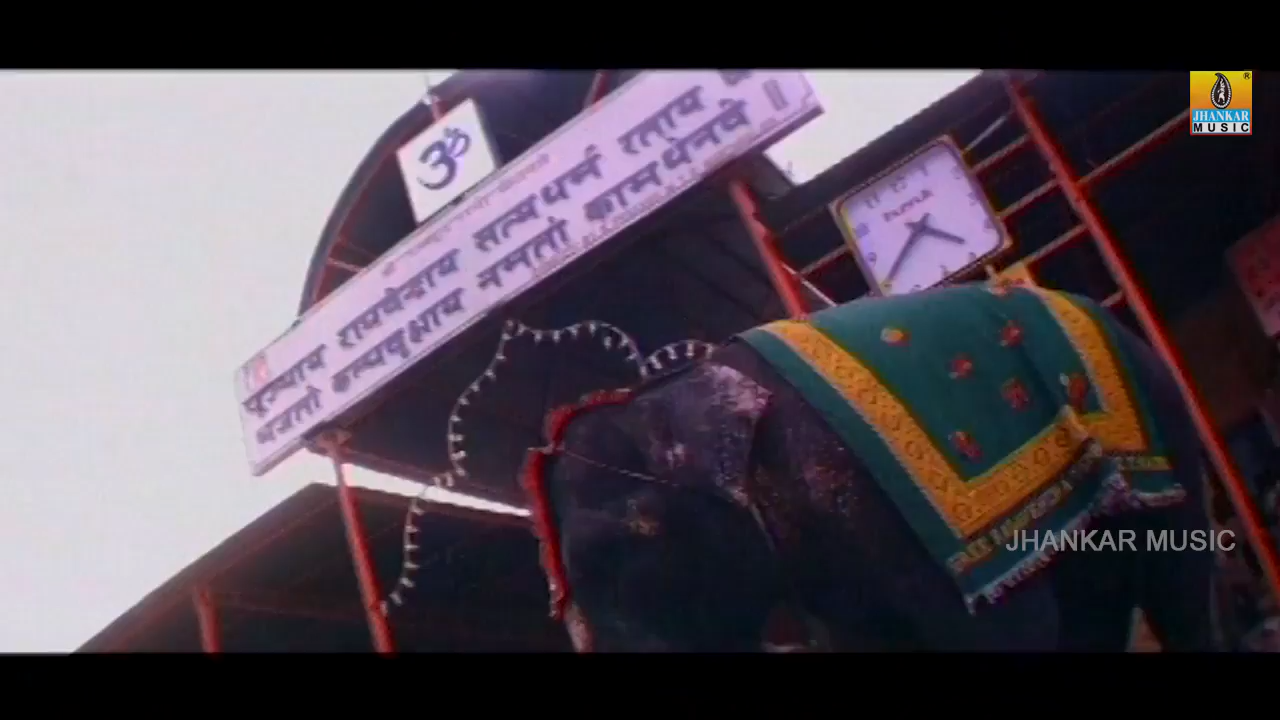 ॐ
पूज्याय राघवेन्द्राय सत्यधर्म रताय च
भजतां कल्पवृक्षाय नमतां कामधेनवे ॥
JHANKAR
MUSIC
JHANKAR MUSIC